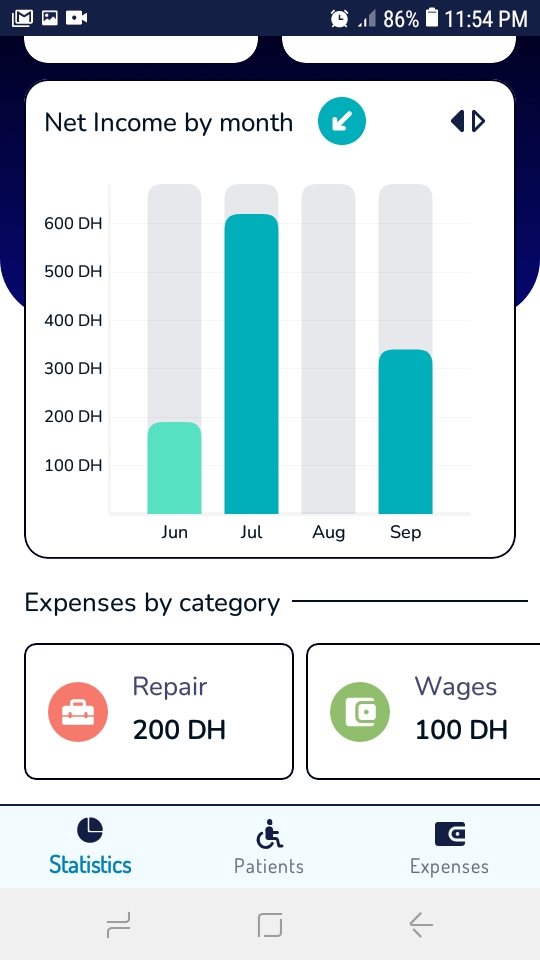 86% 11:54 PM
Net Income by month
600 DH
500 DH
400 DH
300 DH
200 DH
100 DH
Jun Jul Aug Sep
Expenses by category
Repair
200 DH
Wages
100 DH
Statistics Patients Expenses